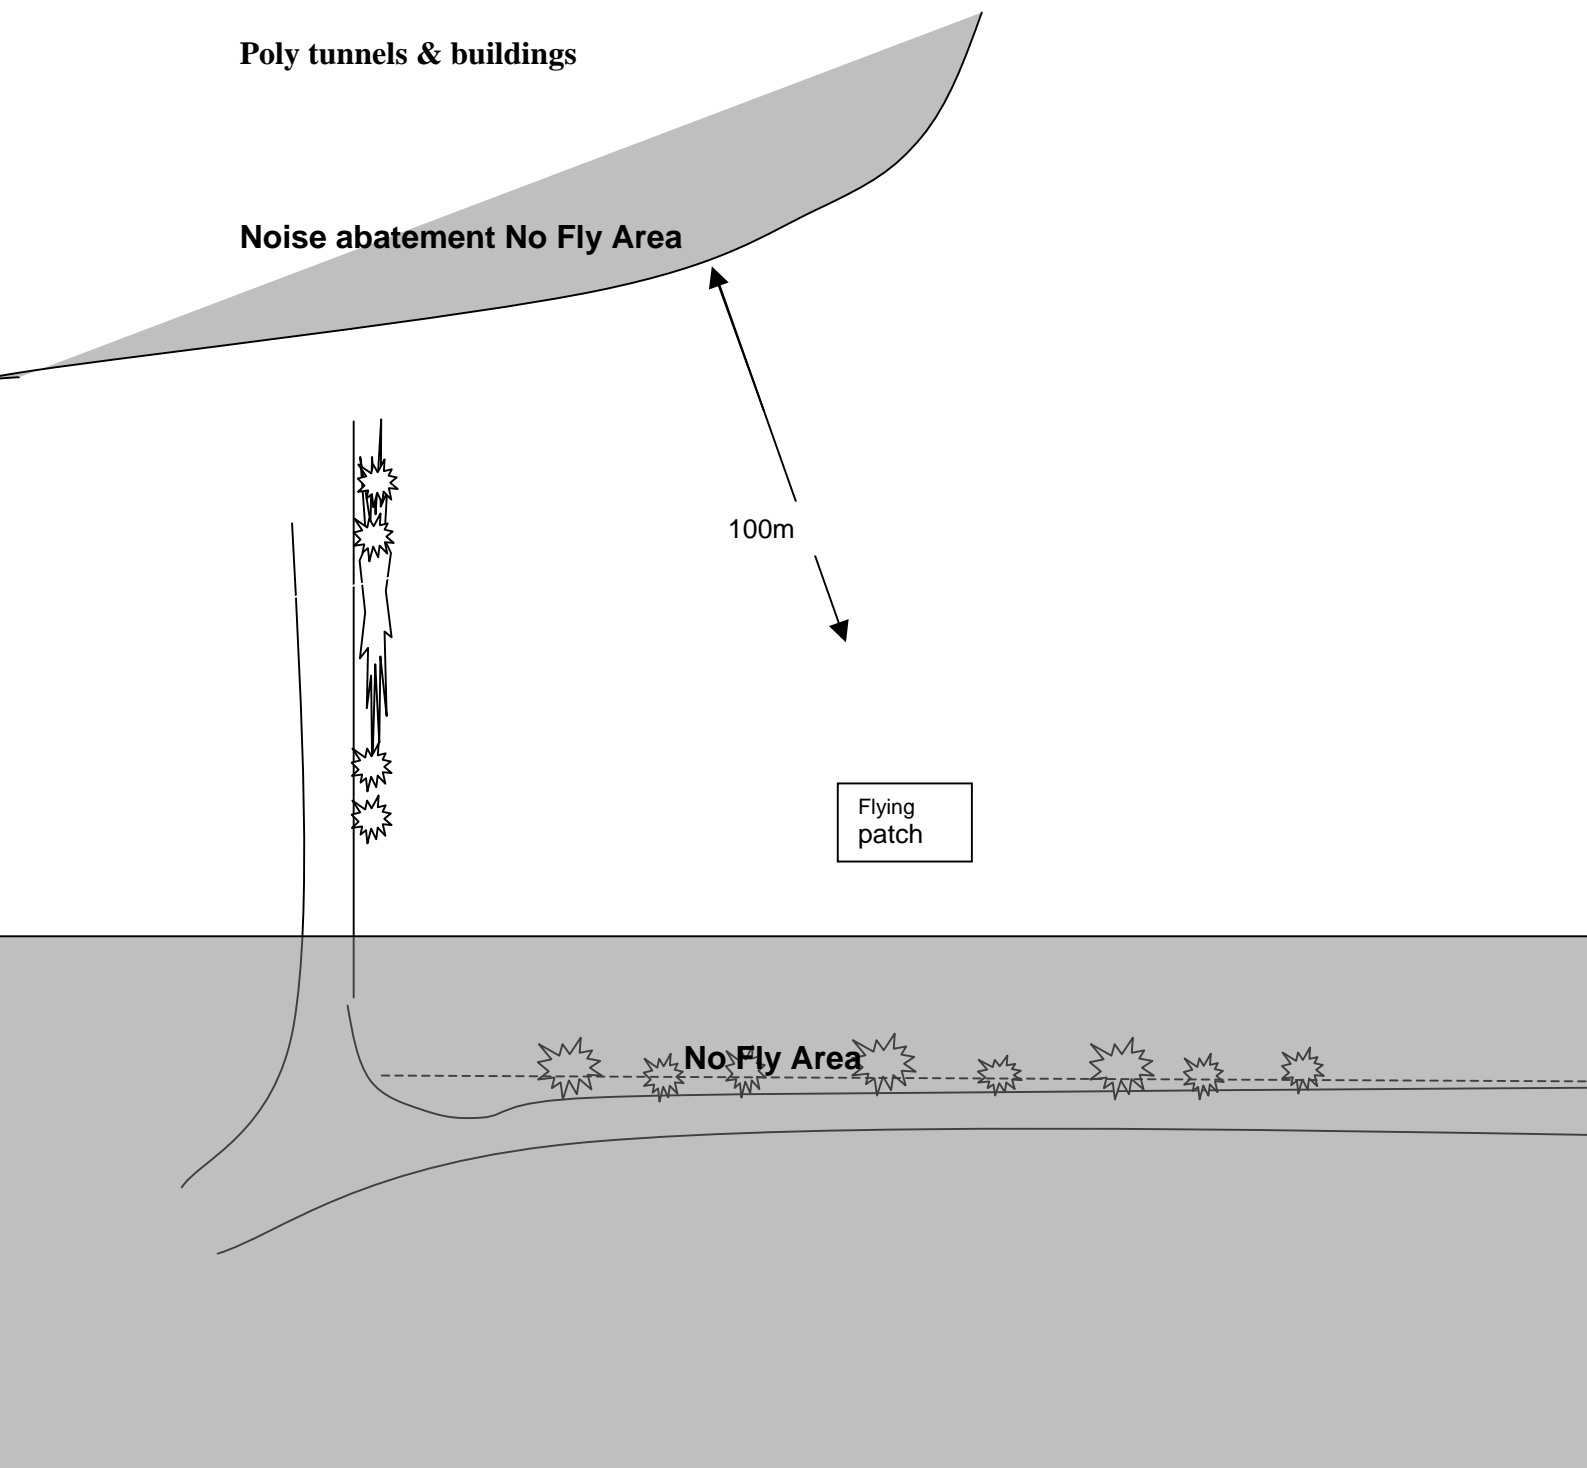 Poly tunnels & buildings
Noise abatement No Fly Area
100m
Flying
patch
No Fly Area